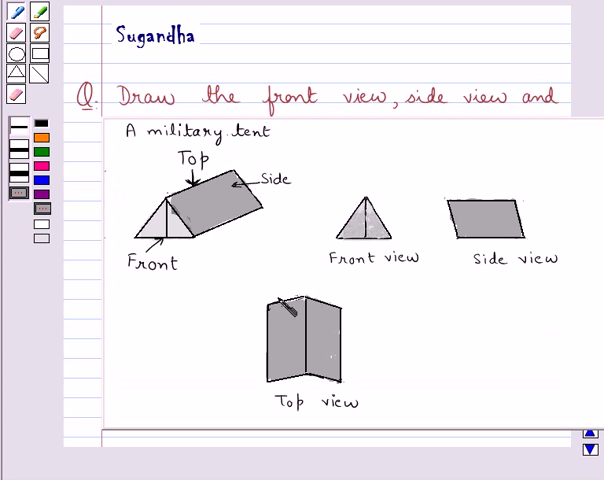 Sugandha
Q. Draw the front view, side view and
A military tent
Top
Side
Front
Front view
Side view
Top view